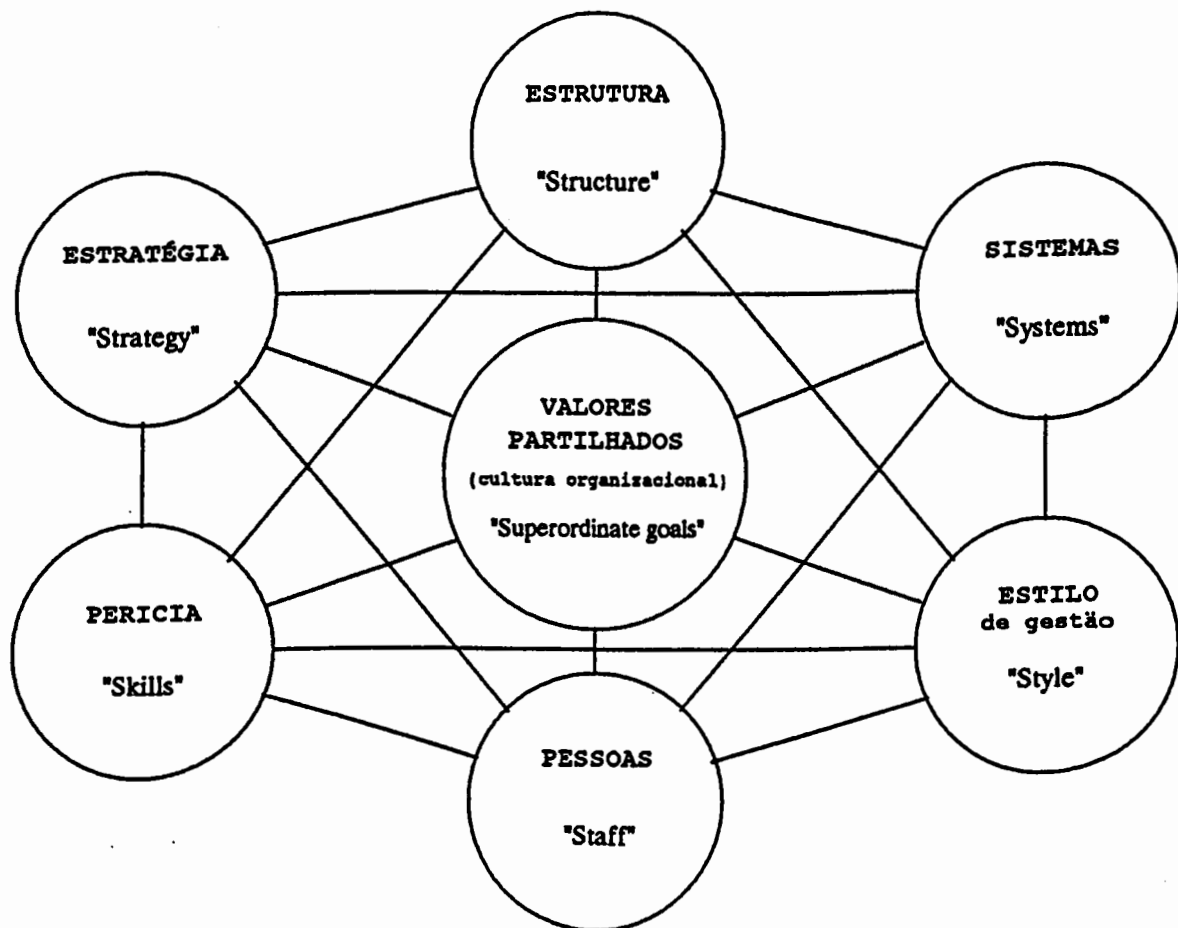 ESTRUTURA
"Structure"
ESTRATÉGIA
"Strategy"
SISTEMAS
"Systems"
VALORES
PARTILHADOS
(cultura organizacional)
"Superordinate goals"
PERICIA
"Skills"
ESTILO
de gestão
"Style"
PESSOAS
"Staff"